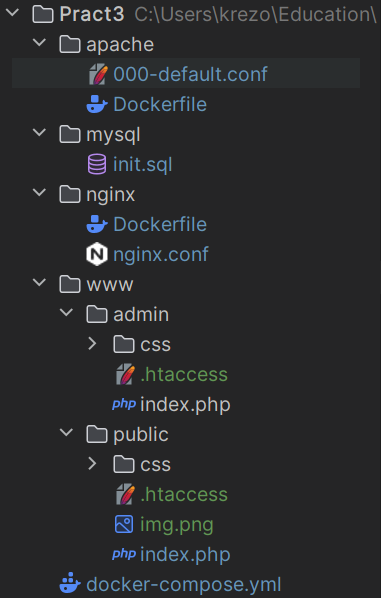 Pract3 C:\Users\krezo\Education\
apache
000-default.conf
Dockerfile
mysql
init.sql
nginx
Dockerfile
nginx.conf
www
admin
css
.htaccess
php index.php
public
css
.htaccess
img.png
php index.php
docker-compose.yml